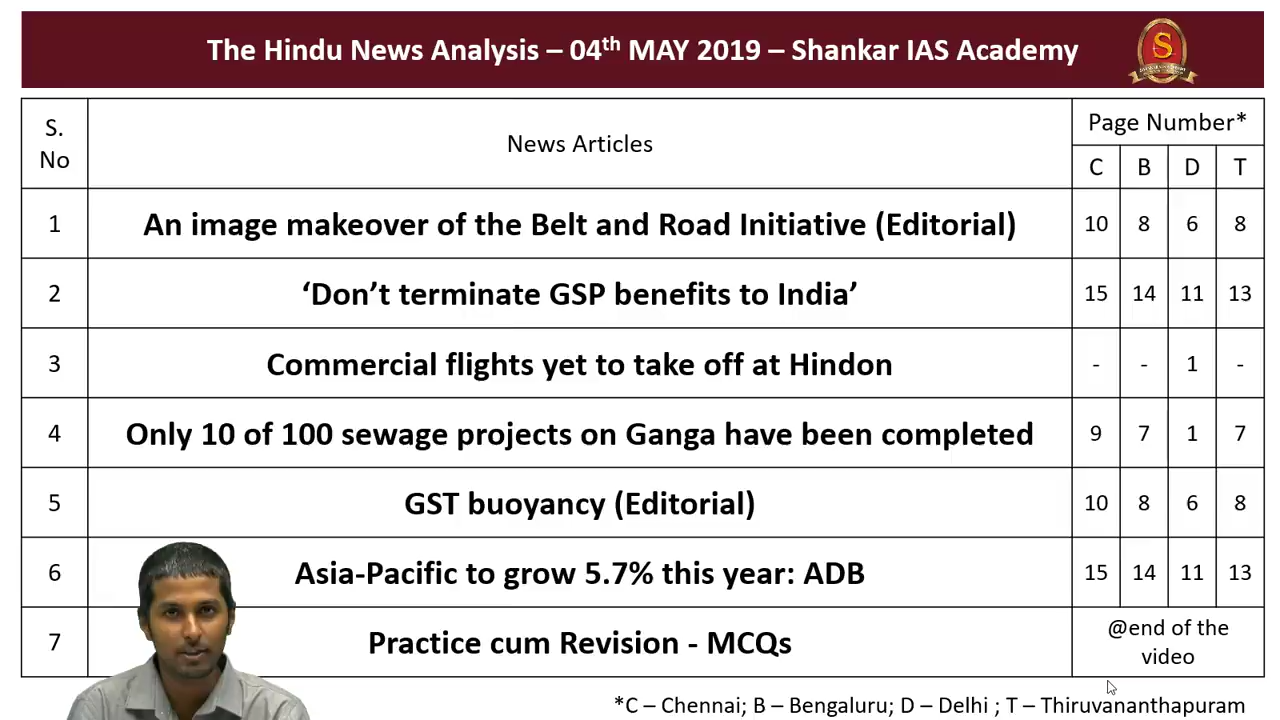 The Hindu News Analysis – 04th MAY 2019 – Shankar IAS Academy
S
S. No
News Articles
Page Number*
C B D T
1 An image makeover of the Belt and Road Initiative (Editorial) 10 8 6 8
2 ‘Don’t terminate GSP benefits to India’ 15 14 11 13
3 Commercial flights yet to take off at Hindon - - 1 -
4 Only 10 of 100 sewage projects on Ganga have been completed 9 7 1 7
5 GST buoyancy (Editorial) 10 8 6 8
6 Asia-Pacific to grow 5.7% this year: ADB 15 14 11 13
7 Practice cum Revision - MCQs @end of the
video
*C – Chennai; B – Bengaluru; D – Delhi ; T – Thiruvananthapuram